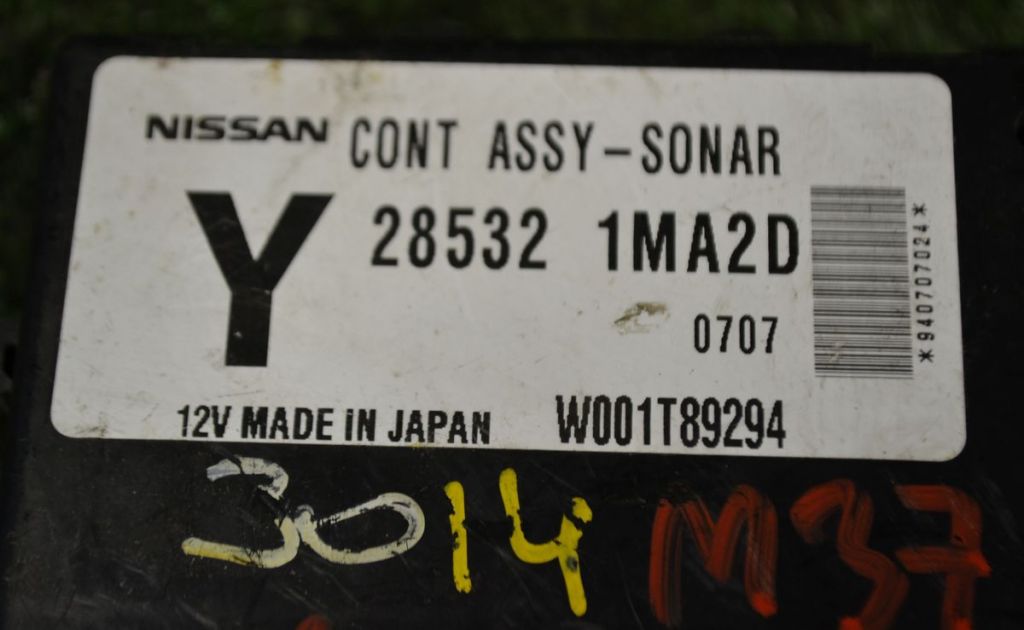 NISSAN CONT ASSY-SONAR
Y 28532 1MA2D
0707
*940707024*
12V MADE iN JAPAN W001T89294
3014 M37